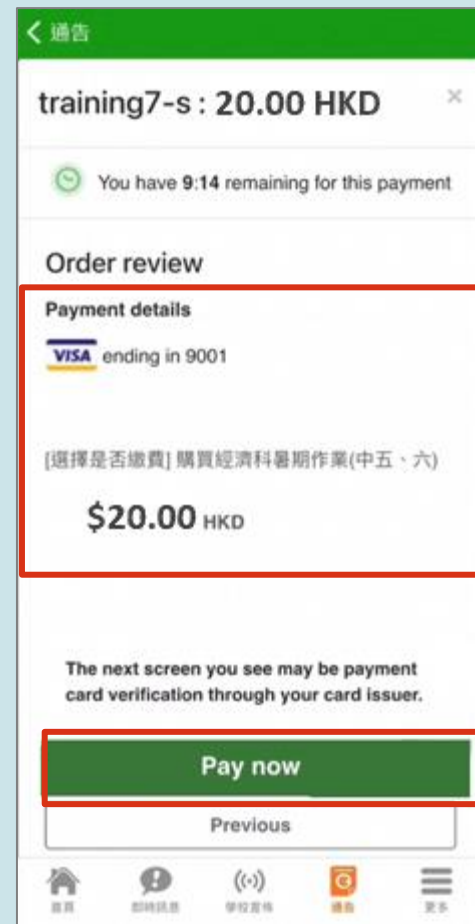 通告
training7-s : 20.00 HKD ×
You have 9:14 remaining for this payment
Order review
Payment details
VISA ending in 9001
[選擇是否繳費] 購買經濟科暑期作業(中五、六)
$20.00 HKD
The next screen you see may be payment
card verification through your card issuer.
Pay now
Previous
首頁 即時訊息 學校宣佈 通告 更多